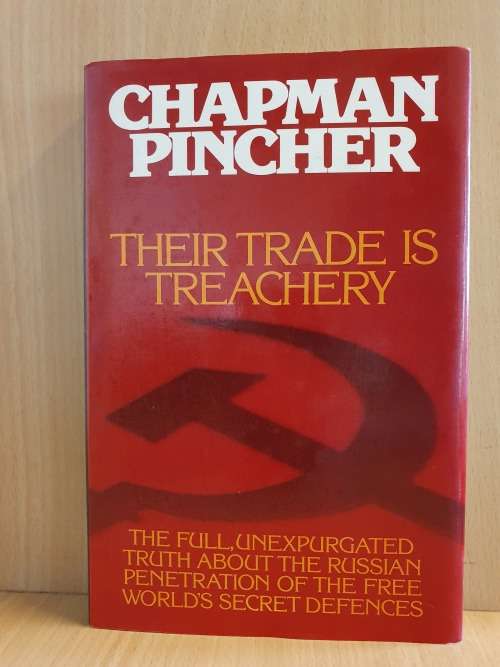 CHAPMAN
PINCHER
THEIR TRADE IS
TREACHERY
THE FULL, UNEXPURGATED
TRUTH ABOUT THE RUSSIAN
PENETRATION OF THE FREE
WORLD'S SECRET DEFENCES